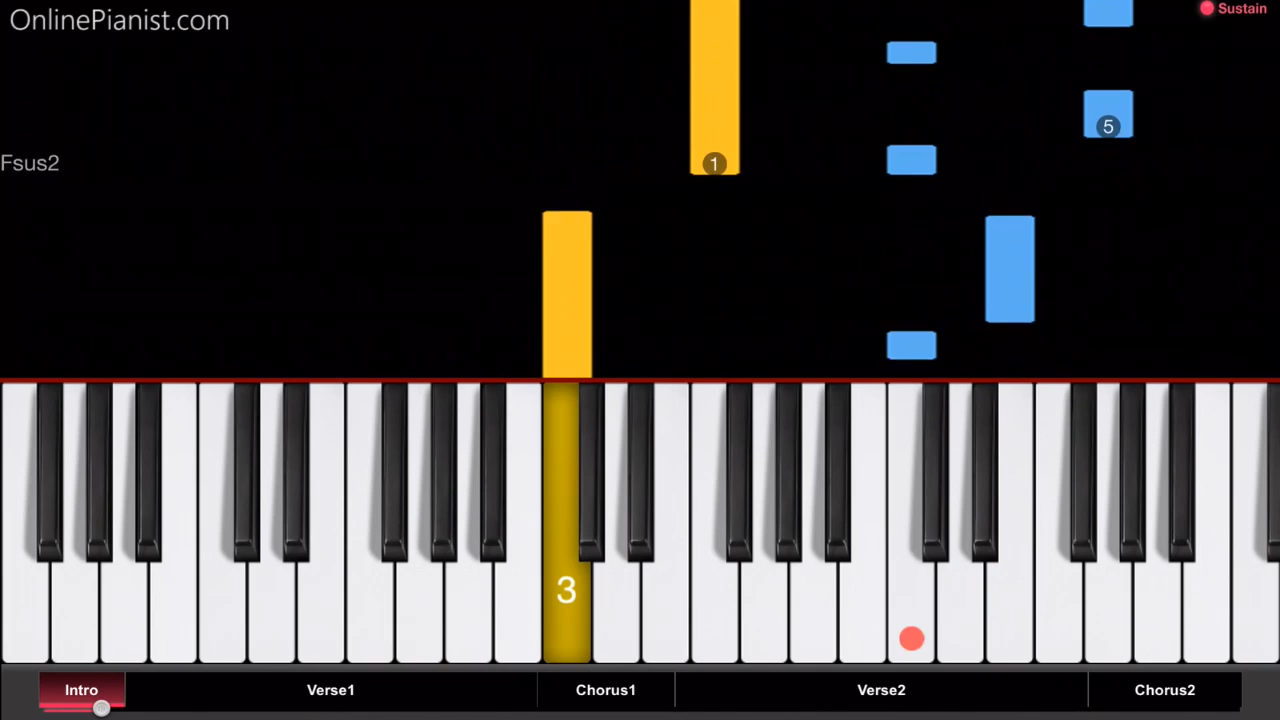 OnlinePianist.com
Sustain
5
1
Fsus2
3
Intro
Verse1
Chorus1
Verse2
Chorus2